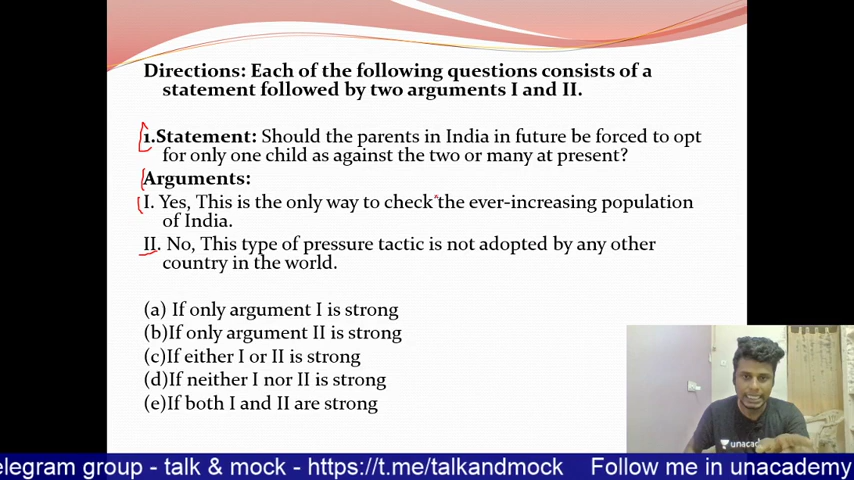 Directions: Each of the following questions consists of a
statement followed by two arguments I and II.
1.Statement: Should the parents in India in future be forced to opt
for only one child as against the two or many at present?
Arguments:
I. Yes, This is the only way to check the ever-increasing population
of India.
II. No, This type of pressure tactic is not adopted by any other
country in the world.
(a) If only argument I is strong
(b)If only argument II is strong
(c)If either I or II is strong
(d)If neither I nor II is strong
(e)If both I and II are strong
unacad
elegram group - talk & mock - https://t.me/talkandmock Follow me in unacademy